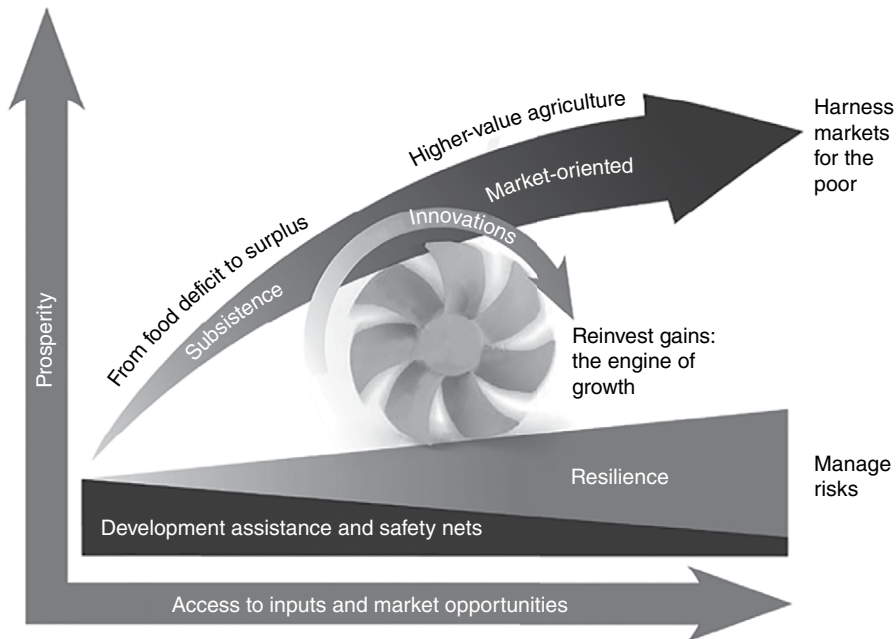 Higher-value agriculture
Harness
markets
for the
poor
Market-oriented
Innovations
From food deficit to surplus
Subsistence
Prosperity
Reinvest gains:
the engine of
growth
Resilience
Manage
risks
Development assistance and safety nets
Access to inputs and market opportunities